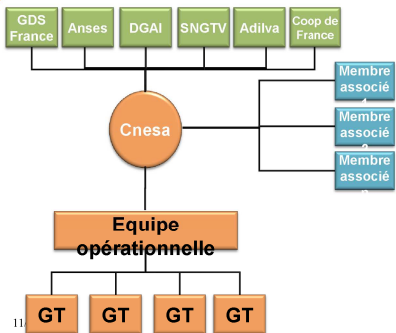 GDS
France
Anses
DGAl
SNGTV
Adilva
Coop de
France
Cnesa
Membre
associé
Membre
associé
Membre
associé
Equipe
opérationnelle
GT
GT
GT
GT
11/